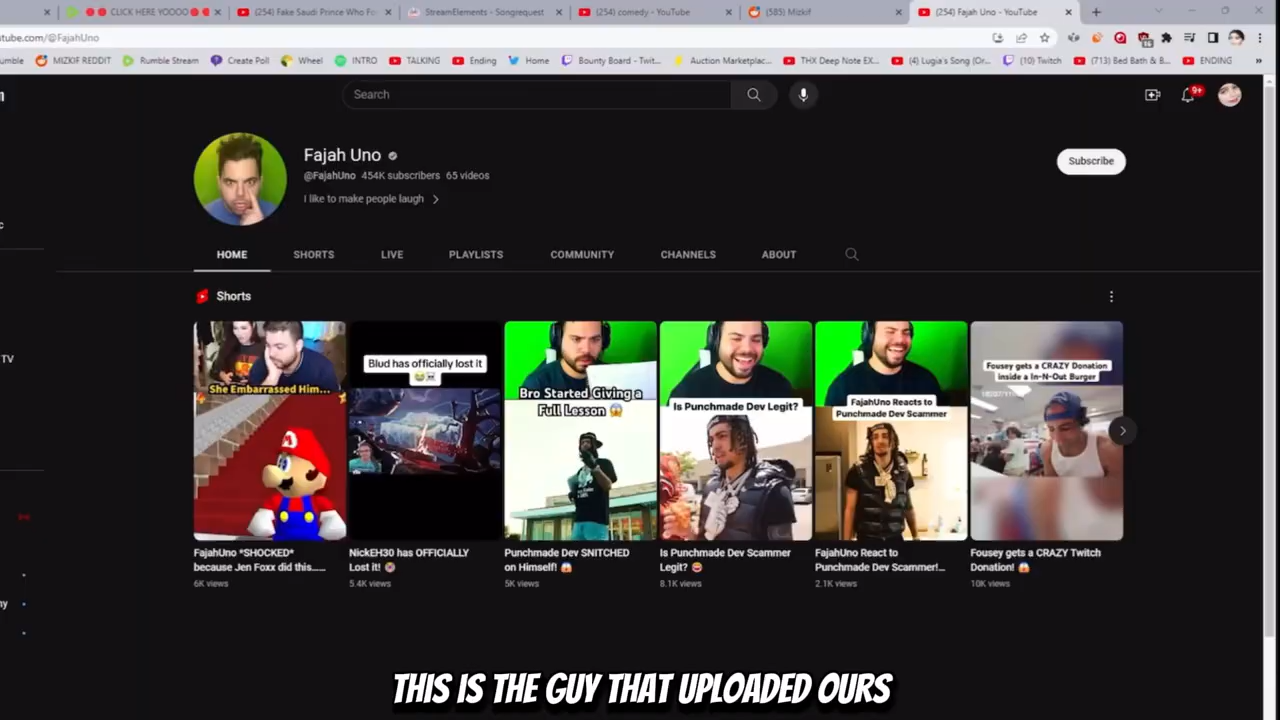 CLICK HERE YOOOO
(254) Fake Saudi Prince Who Fo
StreamElements - Songrequest
(254) comedy - YouTube
(585) Mizkif
(254) Fajah Uno - YouTube
tube.com/@FajahUno
umble
MIZKIF REDDIT
Rumble Stream
Create Poll
Wheel
INTRO
TALKING
Ending
Home
Bounty Board - Twit...
Auction Marketplac...
THX Deep Note EX...
(4) Lugia's Song (Or...
(10) Twitch
(713) Bed Bath & B...
ENDING
»
Search
9+
Fajah Uno
@FajahUno 454K subscribers 65 videos
I like to make people laugh
Subscribe
HOME
SHORTS
LIVE
PLAYLISTS
COMMUNITY
CHANNELS
ABOUT
Shorts
TV
She Embarrassed Him...
Blud has officially lost it
Bro Started Giving a
Full Lesson
Is Punchmade Dev Legit?
FajahUno Reacts to
Punchmade Dev Scammer
Fousey gets a CRAZY Donation
inside a In-N-Out Burger
FajahUno *SHOCKED*
because Jen Foxx did this......
6K views
NickEH30 has OFFICIALLY
Lost it!
5.4K views
Punchmade Dev SNITCHED
on Himself!
5K views
Is Punchmade Dev Scammer
Legit?
8.1K views
FajahUno React to
Punchmade Dev Scammer!...
2.1K views
Fousey gets a CRAZY Twitch
Donation!
10K views
THIS IS THE GUY THAT UPLOADED OURS